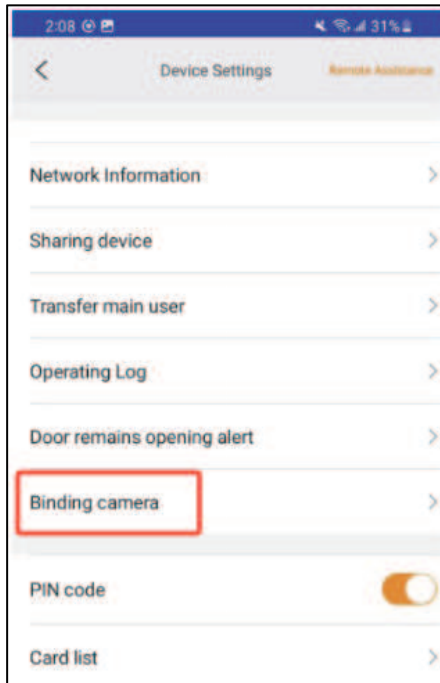 2:08 31%
Device Settings Remote Assistance
Network Information
Sharing device
Transfer main user
Operating Log
Door remains opening alert
Binding camera
PIN code
Card list